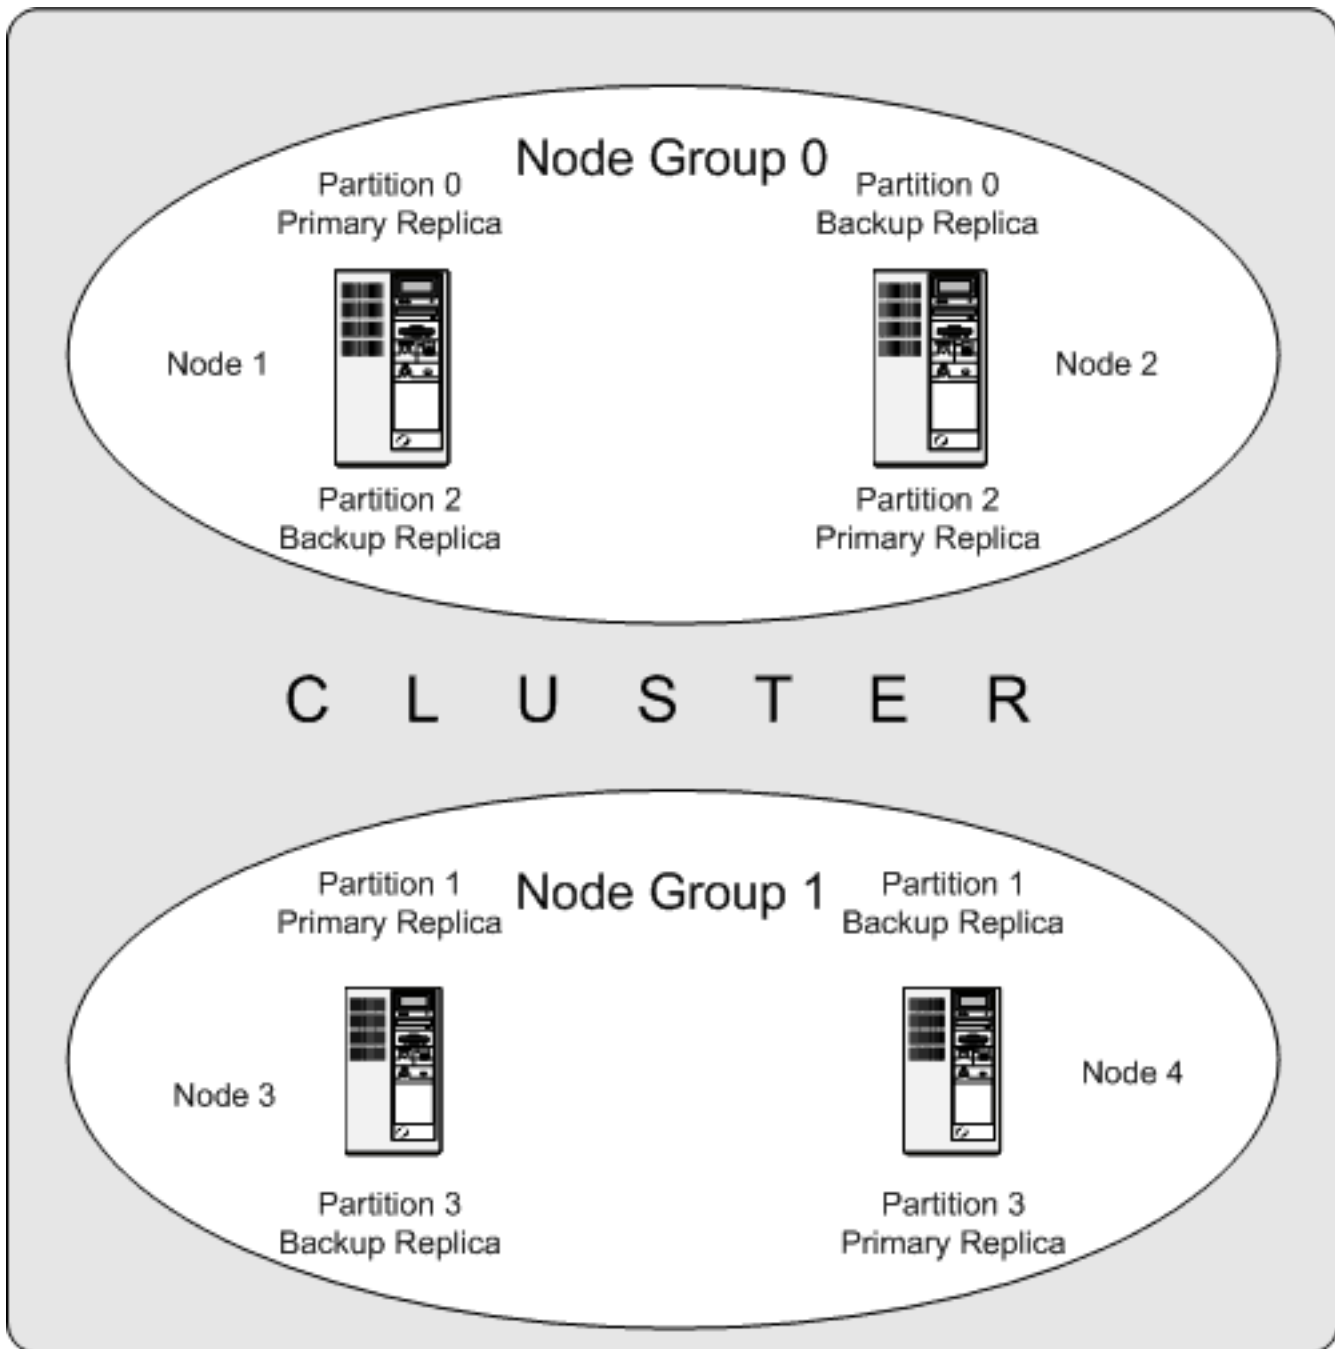 Node Group 0
Partition 0
Primary Replica
Partition 0
Backup Replica
Node 1
Node 2
Partition 2
Backup Replica
Partition 2
Primary Replica
C L U S T E R
Node Group 1
Partition 1
Primary Replica
Partition 1
Backup Replica
Node 3
Node 4
Partition 3
Backup Replica
Partition 3
Primary Replica